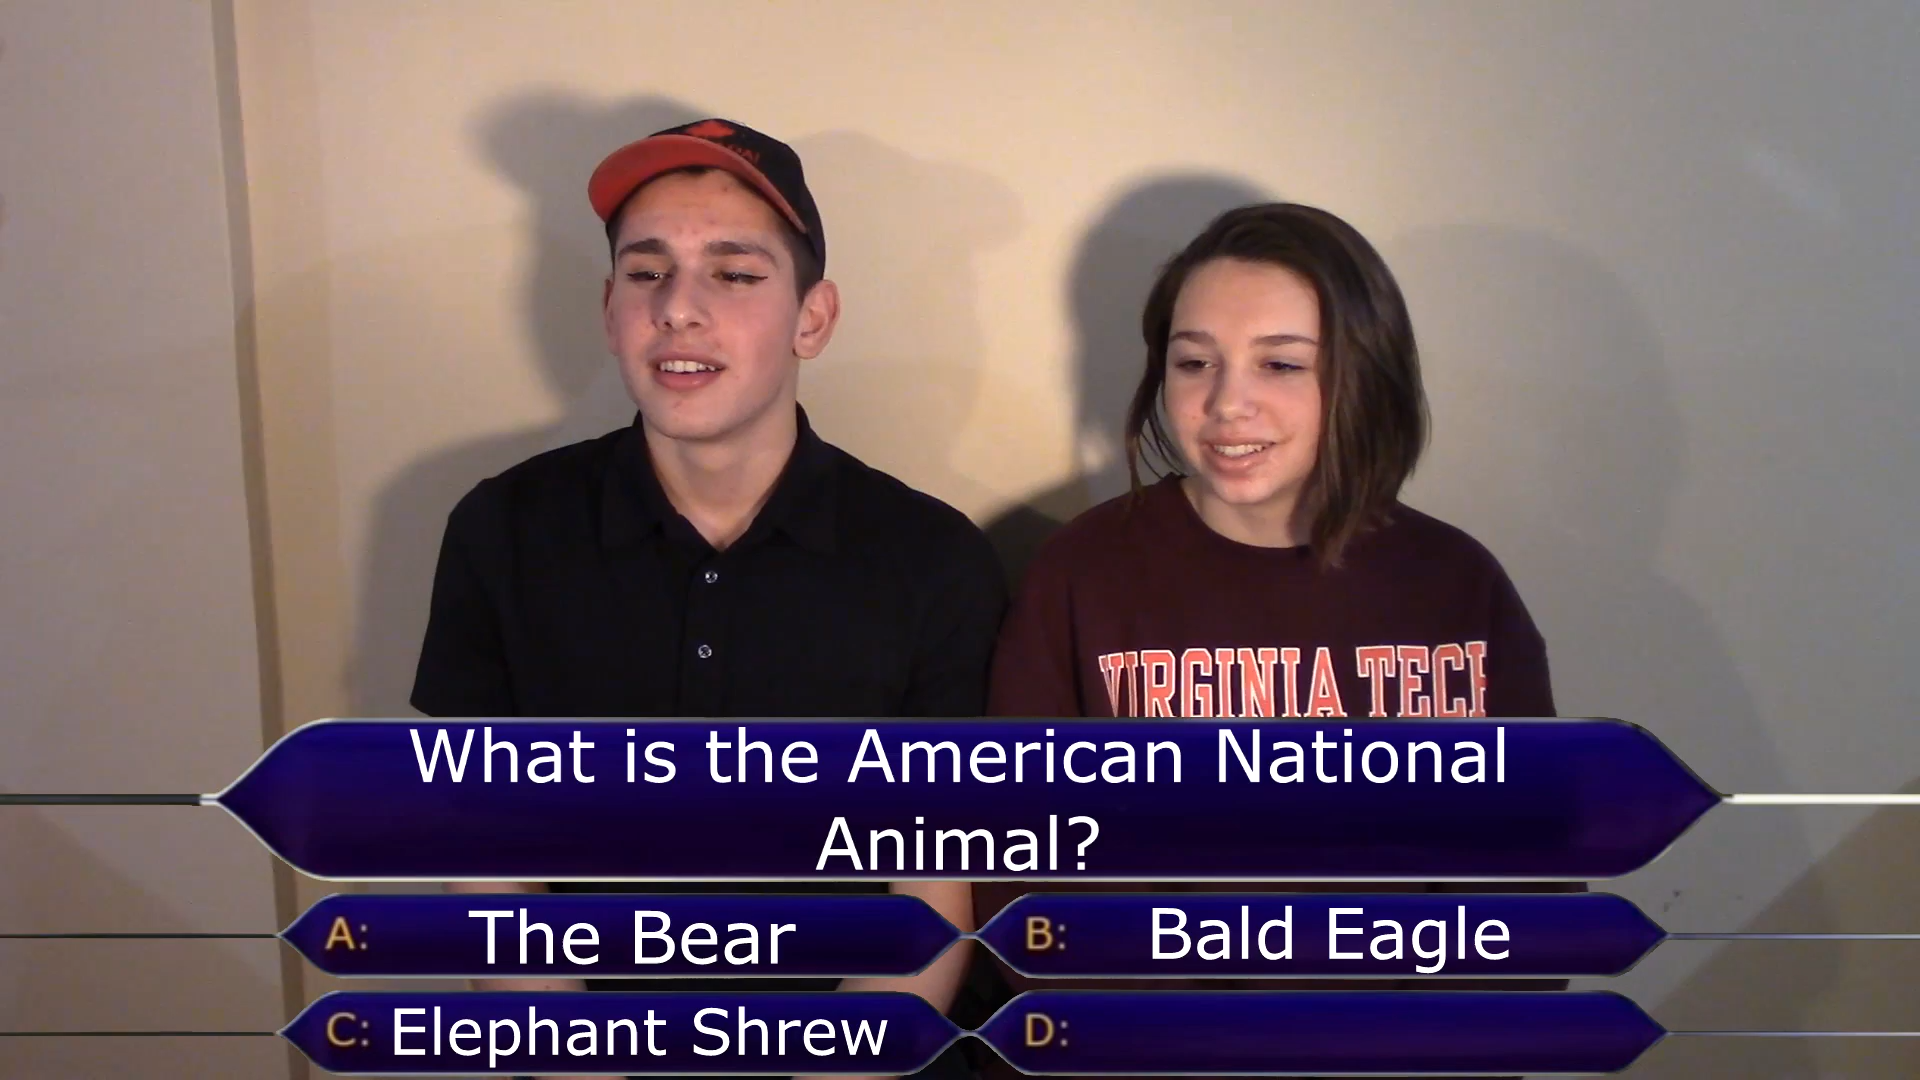 VIRGINIA TECH
What is the American National
Animal?
A: The Bear
B: Bald Eagle
C: Elephant Shrew
D: